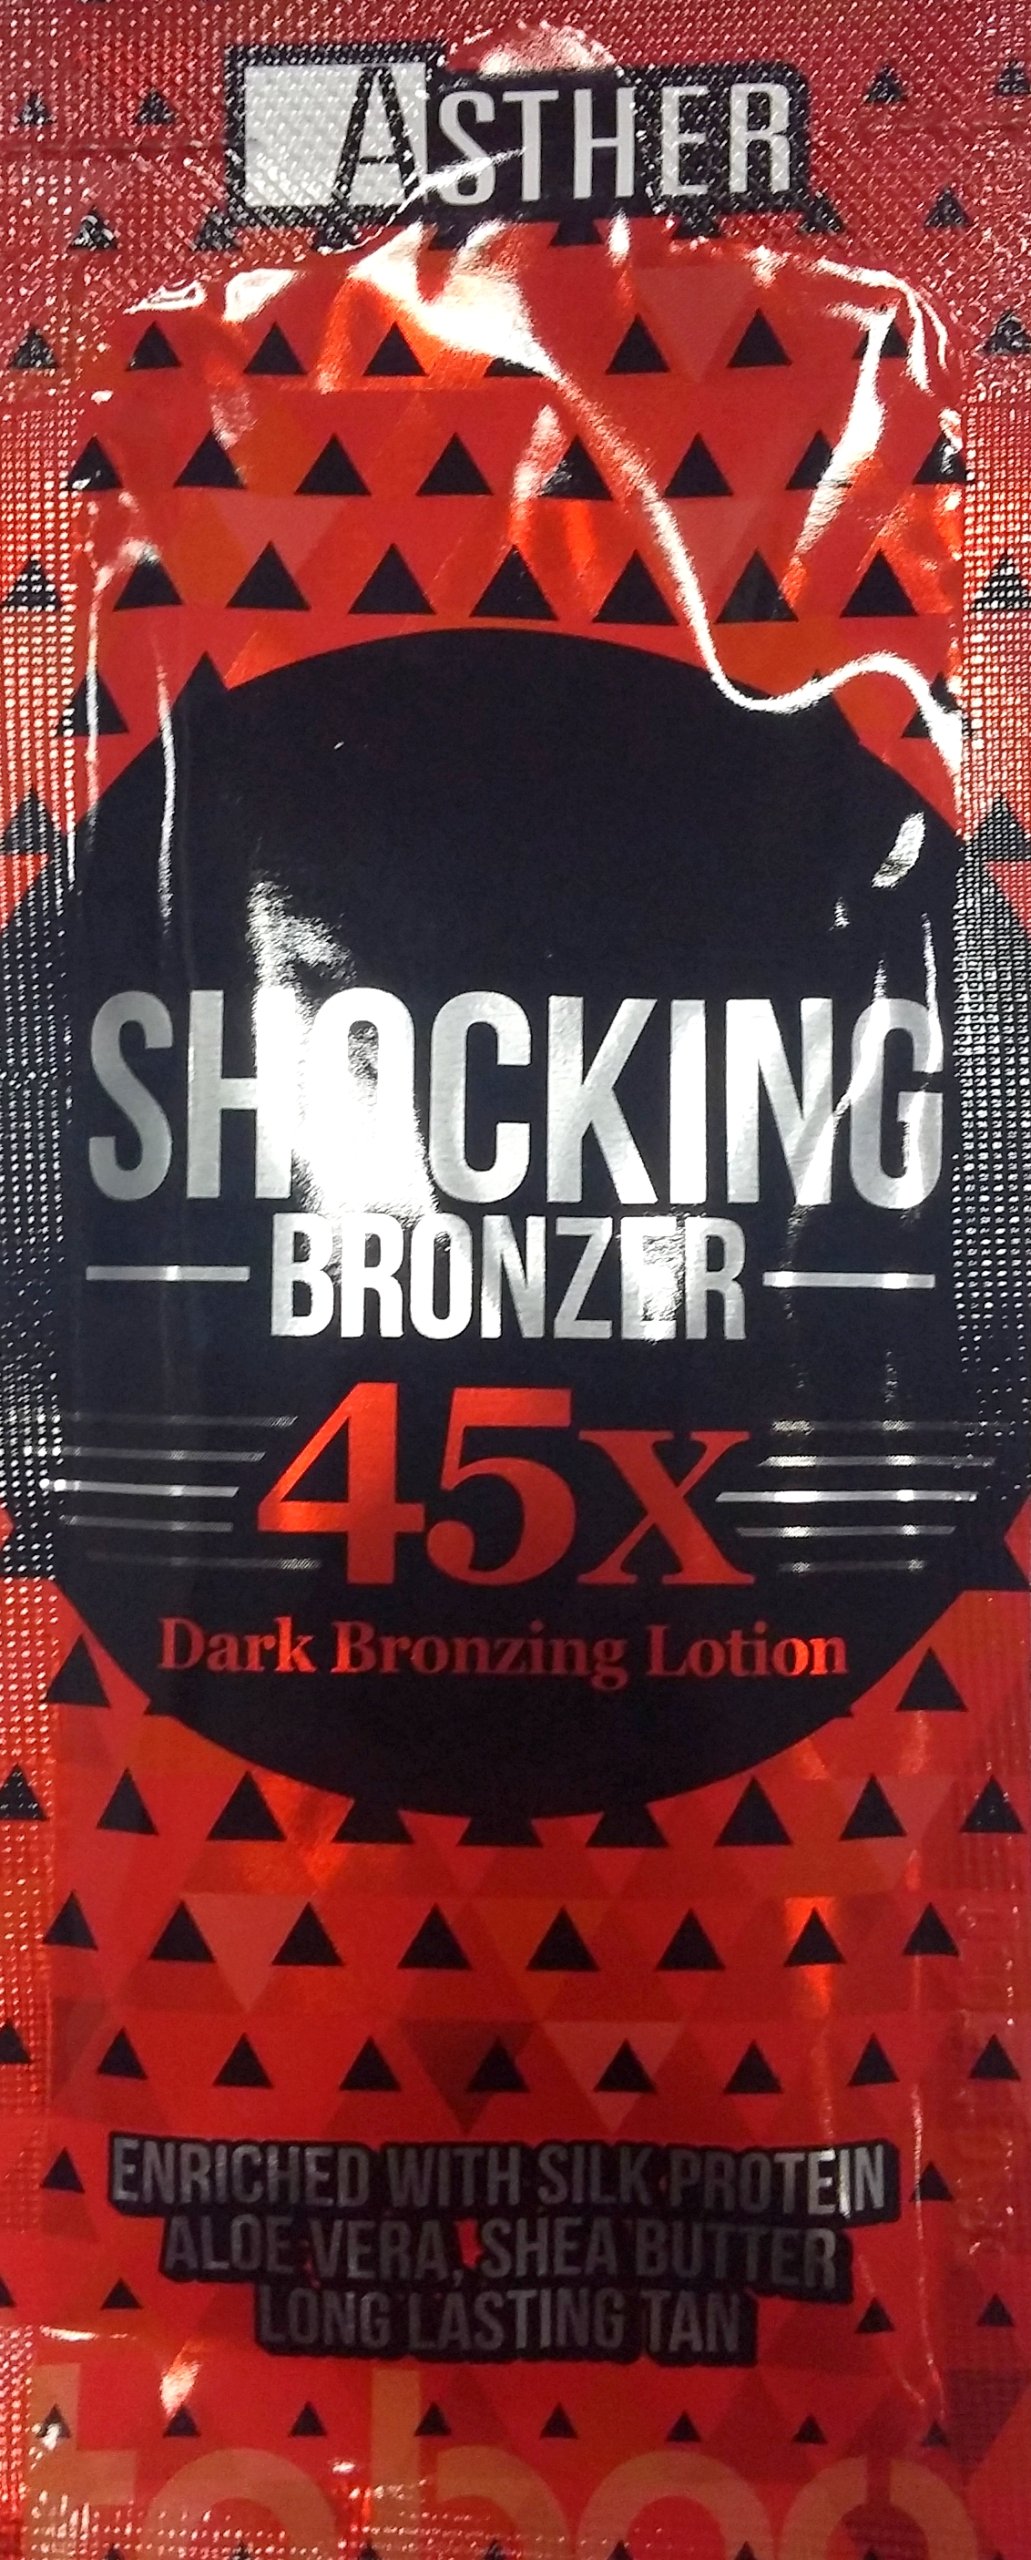 ASTHER
SHOCKING
BRONZER
45X
Dark Bronzing Lotion
ENRICHED WITH SILK PROTEIN
ALOE VERA, SHEA BUTTER
LONG LASTING TAN